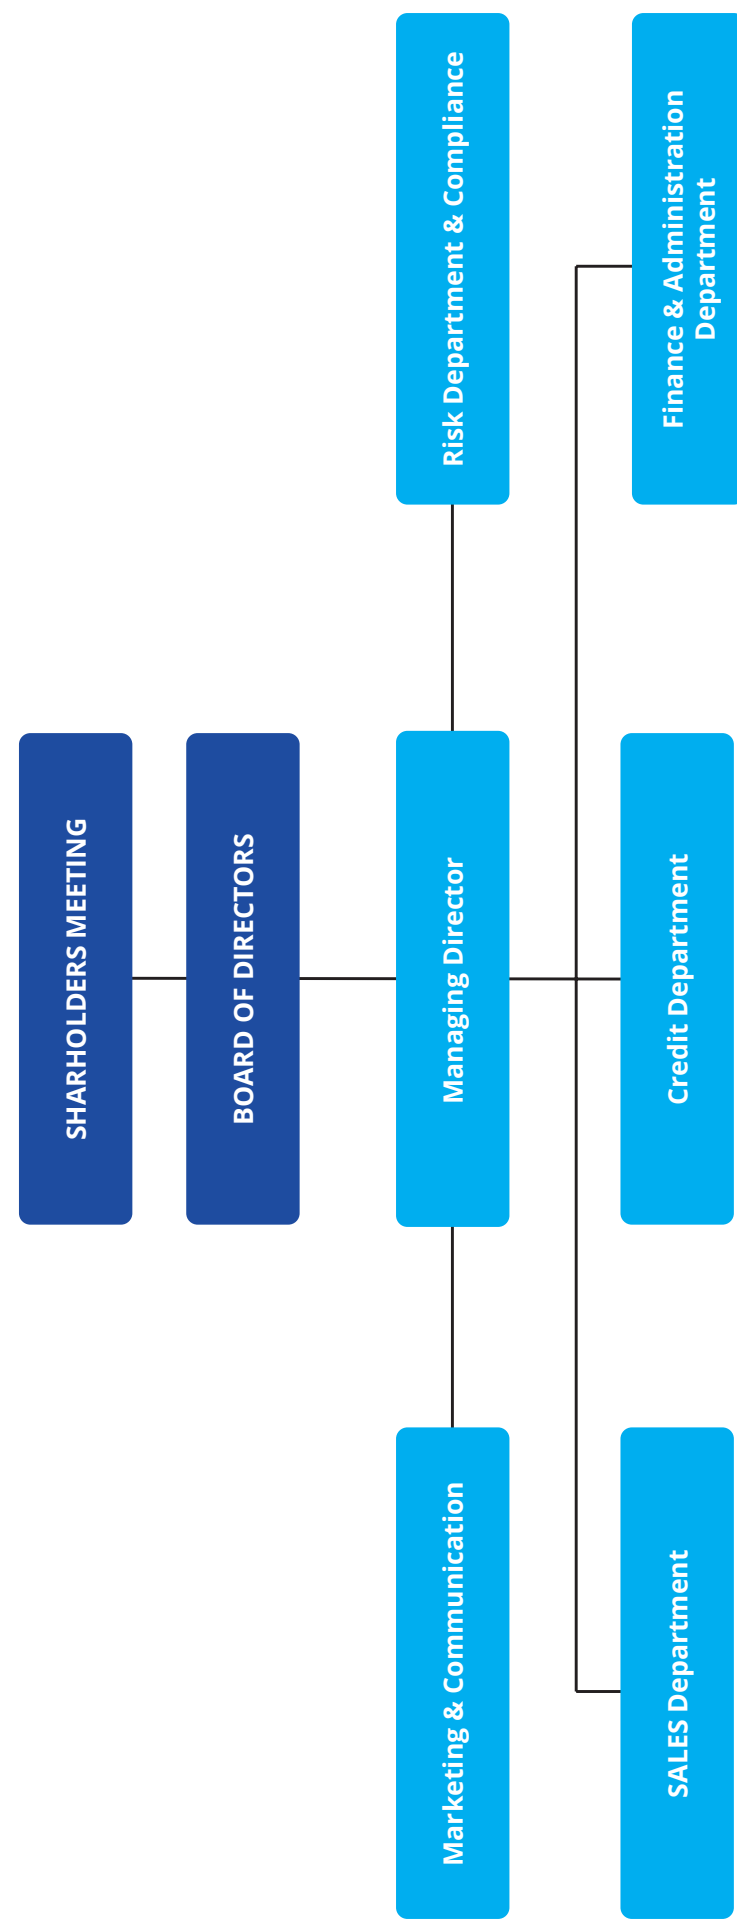 SHARHOLDERS MEETING
BOARD OF DIRECTORS
Marketing & Communication
Managing Director
Risk Department & Compliance
SALES Department
Credit Department
Finance & Administration
Department